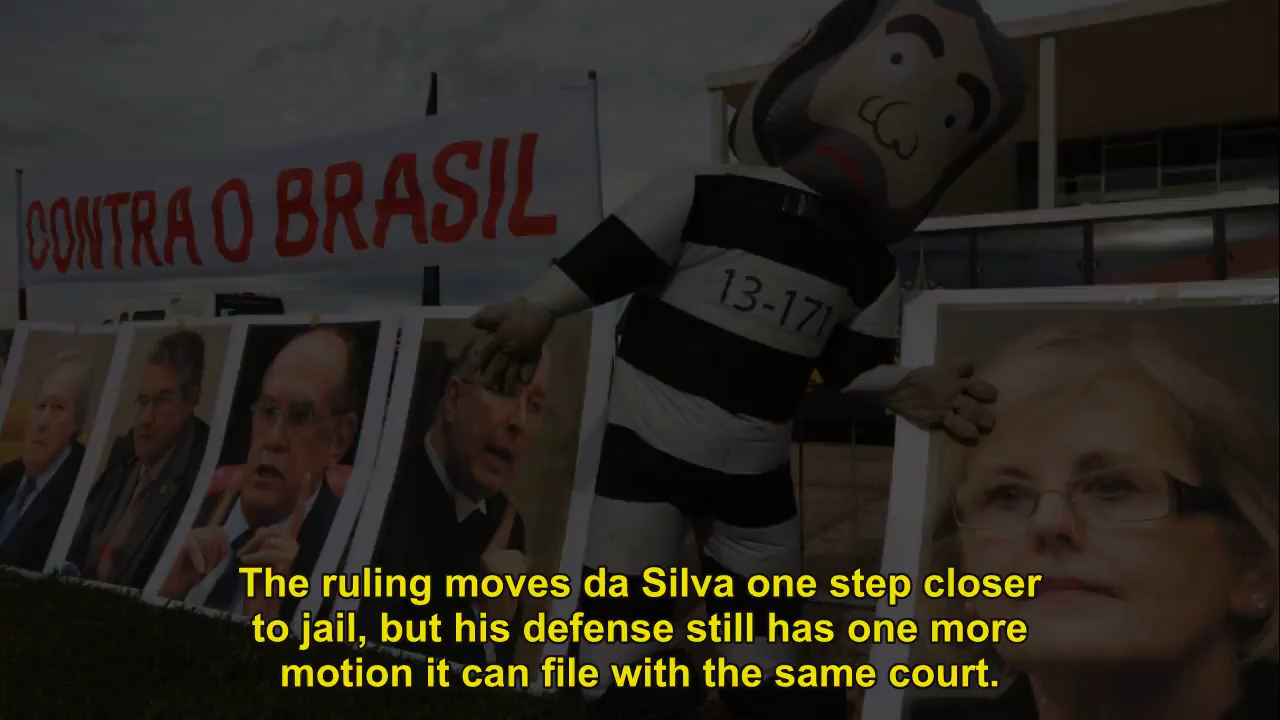 CONTRA O BRASIL
13-171
The ruling moves da Silva one step closer
to jail, but his defense still has one more
motion it can file with the same court.